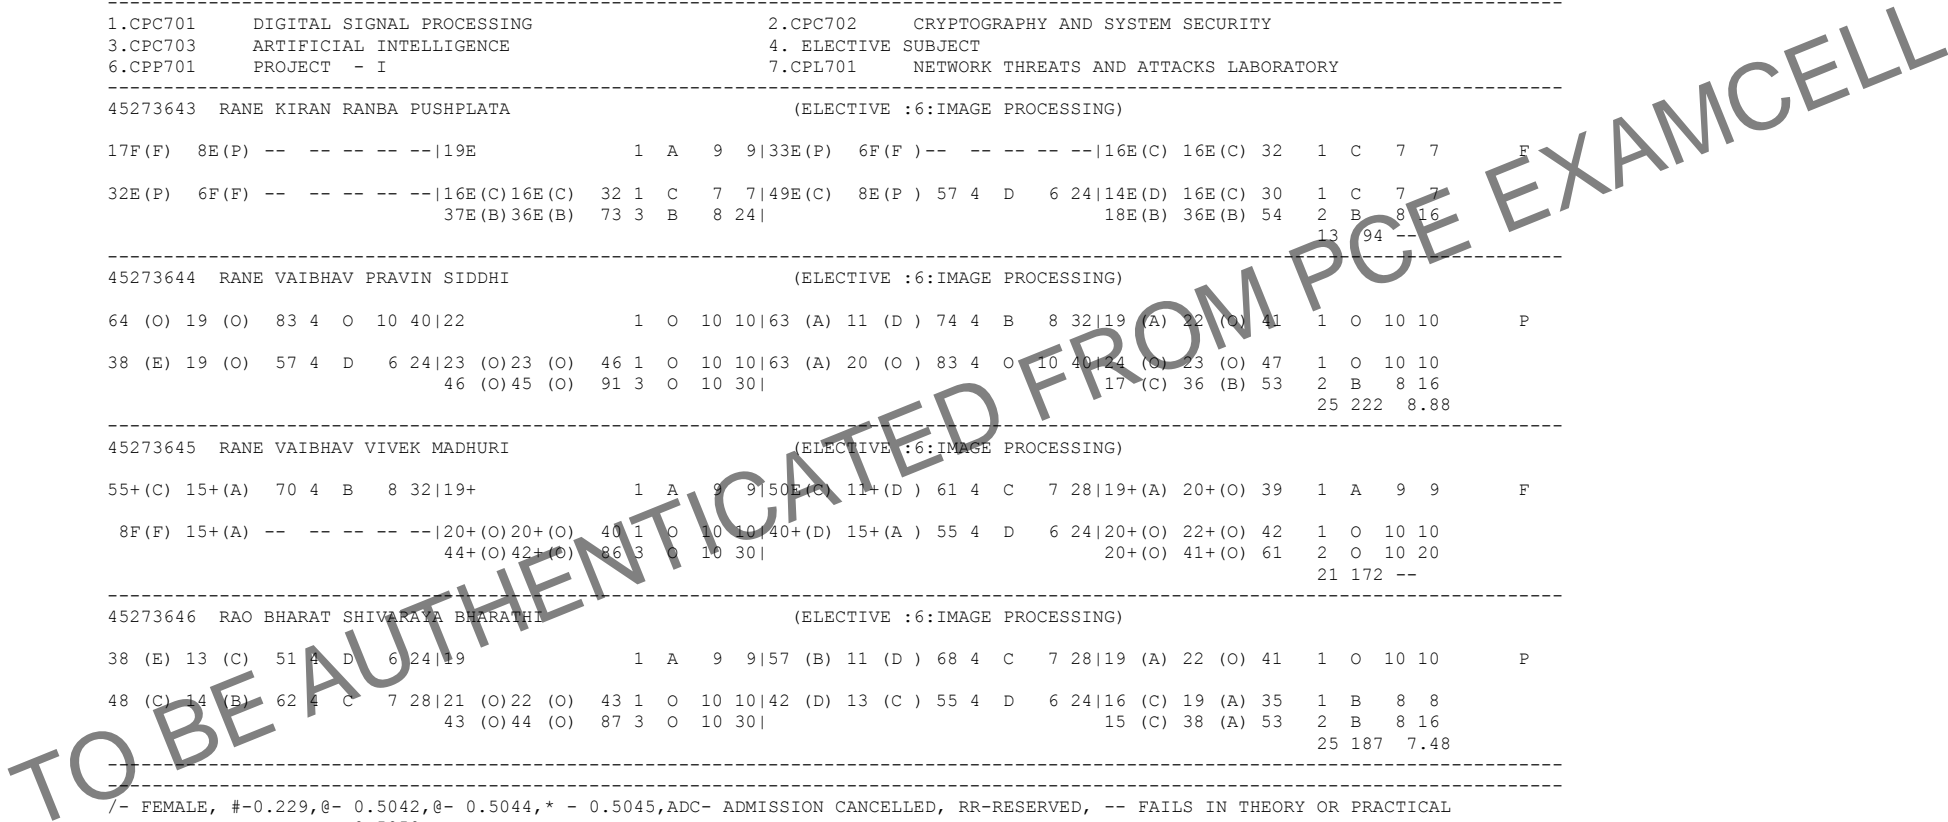 1.CPC701 DIGITAL SIGNAL PROCESSING 2.CPC702 CRYPTOGRAPHY AND SYSTEM SECURITY
3.CPC703 ARTIFICIAL INTELLIGENCE 4. ELECTIVE SUBJECT
6.CPP701 PROJECT - I 7.CPL701 NETWORK THREATS AND ATTACKS LABORATORY
45273643 RANE KIRAN RANBA PUSHPLATA (ELECTIVE :6:IMAGE PROCESSING)
17F(F) 8E(P) -- -- -- -- --|19E 1 A 9 9|33E(P) 6F(F )-- -- -- -- --|16E(C) 16E(C) 32 1 C 7 7 F
32E(P) 6F(F) -- -- -- -- --|16E(C)16E(C) 32 1 C 7 7|49E(C) 8E(P ) 57 4 D 6 24|14E(D) 16E(C) 30 1 C 7 7
37E(B)36E(B) 73 3 B 8 24| 18E(B) 36E(B) 54 2 B 8 16
13 94 --
45273644 RANE VAIBHAV PRAVIN SIDDHI (ELECTIVE :6:IMAGE PROCESSING)
64 (O) 19 (O) 83 4 O 10 40|22 1 O 10 10|63 (A) 11 (D ) 74 4 B 8 32|19 (A) 22 (O) 41 1 O 10 10 P
38 (E) 19 (O) 57 4 D 6 24|23 (O)23 (O) 46 1 O 10 10|63 (A) 20 (O ) 83 4 O 10 40|24 (O) 23 (O) 47 1 O 10 10
46 (O)45 (O) 91 3 O 10 30| 17 (C) 36 (B) 53 2 B 8 16
25 222 8.88
45273645 RANE VAIBHAV VIVEK MADHURI (ELECTIVE :6:IMAGE PROCESSING)
55+(C) 15+(A) 70 4 B 8 32|19+ 1 A 9 9|50E(C) 11+(D ) 61 4 C 7 28|19+(A) 20+(O) 39 1 A 9 9 F
8F(F) 15+(A) -- -- -- -- --|20+(O)20+(O) 40 1 O 10 10|40+(D) 15+(A ) 55 4 D 6 24|20+(O) 22+(O) 42 1 O 10 10
44+(O)42+(O) 86 3 O 10 30| 20+(O) 41+(O) 61 2 O 10 20
21 172 --
45273646 RAO BHARAT SHIVARAYA BHARATHI (ELECTIVE :6:IMAGE PROCESSING)
38 (E) 13 (C) 51 4 D 6 24|19 1 A 9 9|57 (B) 11 (D ) 68 4 C 7 28|19 (A) 22 (O) 41 1 O 10 10 P
48 (C) 14 (B) 62 4 C 7 28|21 (O)22 (O) 43 1 O 10 10|42 (D) 13 (C ) 55 4 D 6 24|16 (C) 19 (A) 35 1 B 8 8
43 (O)44 (O) 87 3 O 10 30| 15 (C) 38 (A) 53 2 B 8 16
25 187 7.48
/- FEMALE, #-0.229,@- 0.5042,@- 0.5044,* - 0.5045,ADC- ADMISSION CANCELLED, RR-RESERVED, -- FAILS IN THEORY OR PRACTICAL
TO BE AUTHENTICATED FROM PCE EXAMCELL